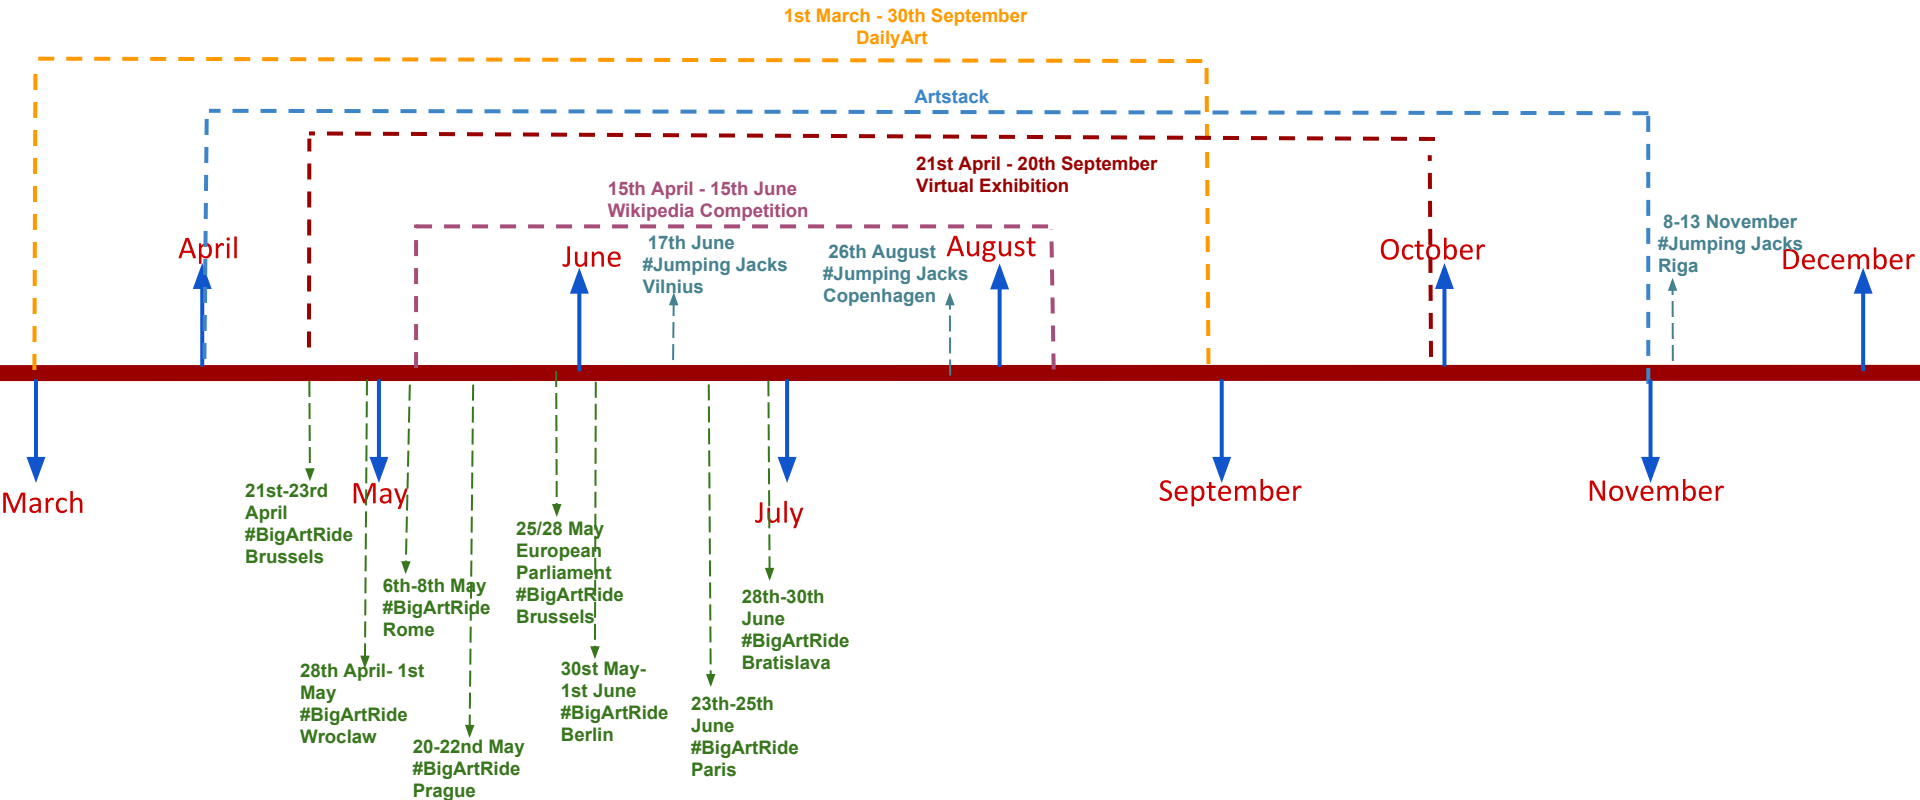 1st March - 30th September
DailyArt
Artstack
21st April - 20th September
Virtual Exhibition
15th April - 15th June
Wikipedia Competition
April
June
17th June
#Jumping Jacks
Vilnius
26th August
#Jumping Jacks
Copenhagen
August
October
8-13 November
#Jumping Jacks
Riga
December
March
21st-23rd
April
#BigArtRide
Brussels
May
6th-8th May
#BigArtRide
Rome
28th April- 1st
May
#BigArtRide
Wroclaw
20-22nd May
#BigArtRide
Prague
25/28 May
European
Parliament
#BigArtRide
Brussels
30st May-
1st June
#BigArtRide
Berlin
23th-25th
June
#BigArtRide
Paris
July
28th-30th
June
#BigArtRide
Bratislava
September
November